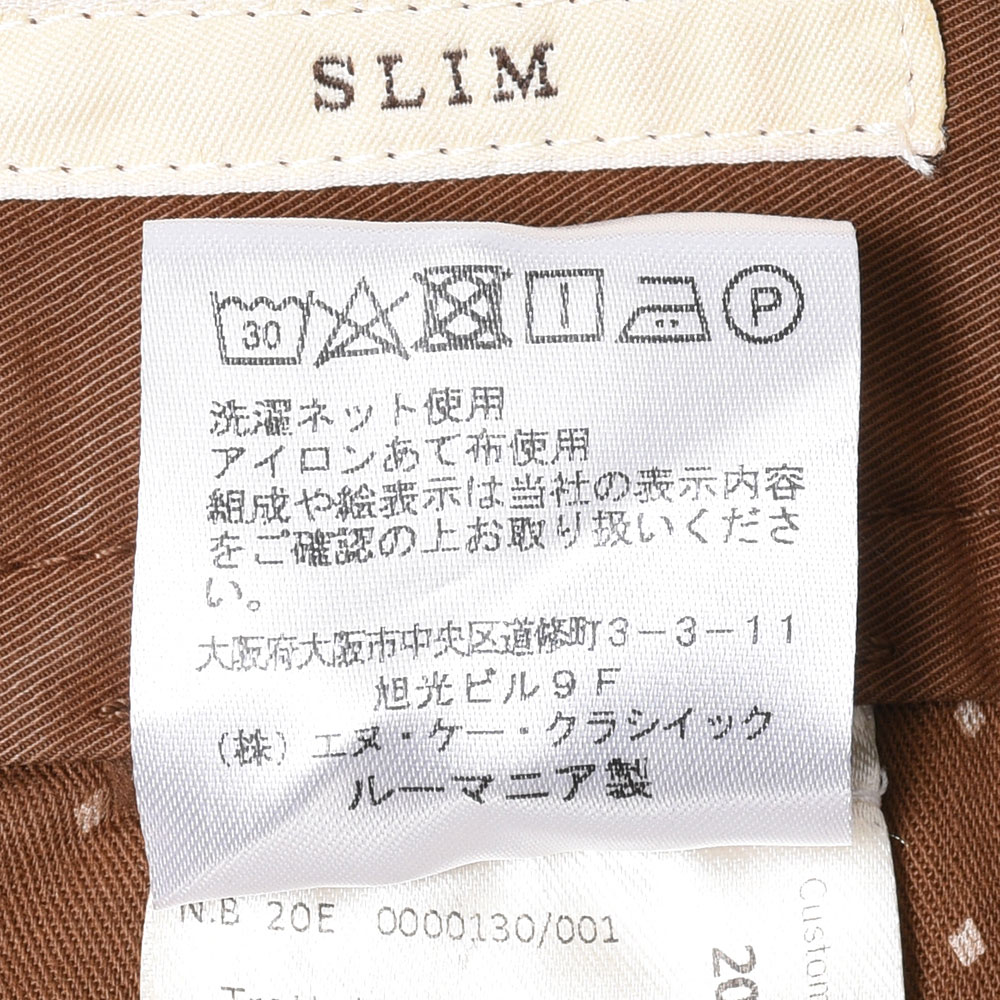 SLIM
30 P
洗濯ネット使用
アイロンあて布使用
組成や絵表示は当社の表示内容
をご確認の上お取り扱いくださ
い。
大阪府大阪市中央区道修町3-3-11
旭光ビル9F
(株)エヌ・ケー・クラシイック
ルーマニア製
N.B 20E 0000130/001
Custom
20